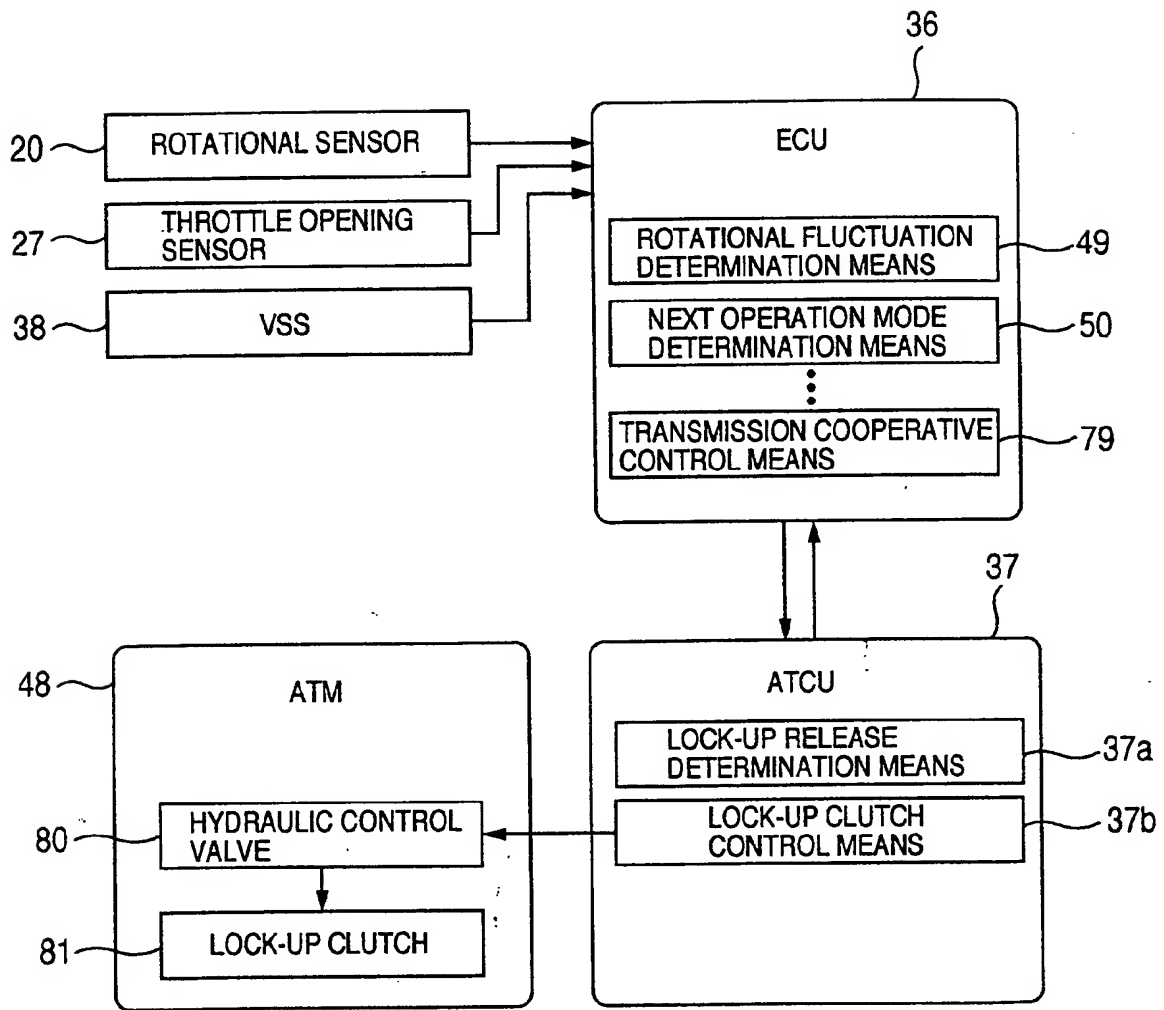 36
20
ROTATIONAL SENSOR
ECU
27
THROTTLE OPENING
SENSOR
ROTATIONAL FLUCTUATION
DETERMINATION MEANS
49
38
VSS
NEXT OPERATION MODE
DETERMINATION MEANS
50
TRANSMISSION COOPERATIVE
CONTROL MEANS
79
37
48
ATM
ATCU
LOCK-UP RELEASE
DETERMINATION MEANS
37a
80
HYDRAULIC CONTROL
VALVE
LOCK-UP CLUTCH
CONTROL MEANS
37b
81
LOCK-UP CLUTCH